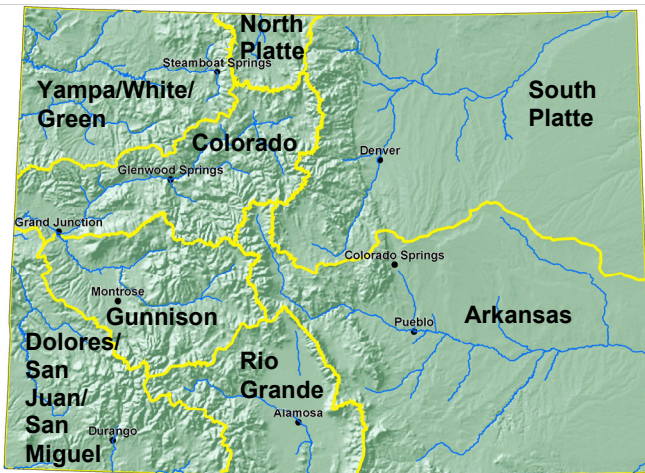 North
Platte
Steamboat Springs
Yampa/White/
Green
South
Platte
Colorado
Denver
Glenwood Springs
Grand Junction
Colorado Springs
Montrose
Gunnison
Arkansas
Pueblo
Dolores/
San
Juan/
San
Miguel
Rio
Grande
Alamosa
Durango